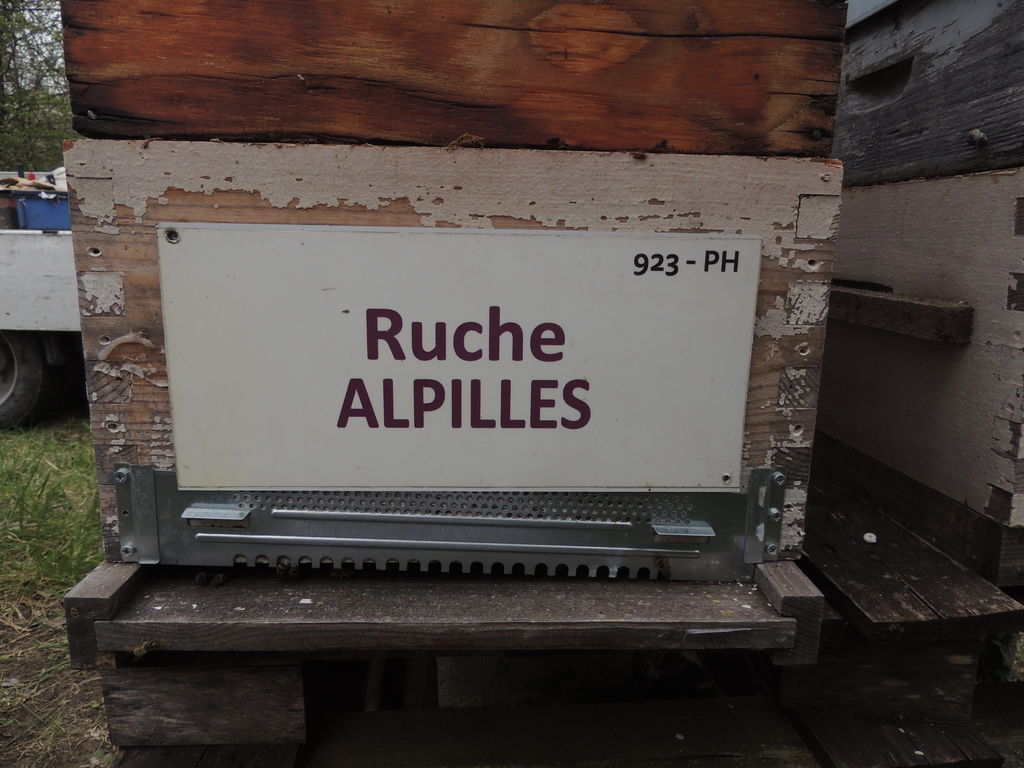 923 - PH
Ruche
ALPILLES